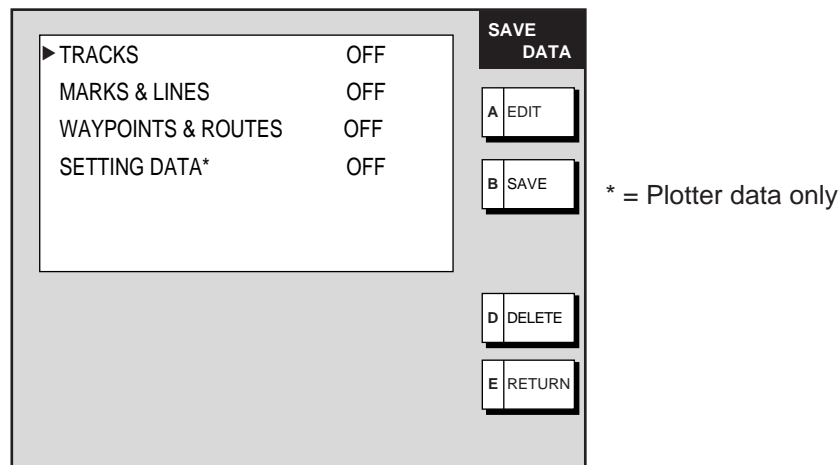 ▶TRACKS OFF
MARKS & LINES OFF
WAYPOINTS & ROUTES OFF
SETTING DATA* OFF
SAVE
DATA
A EDIT
B SAVE
D DELETE
E RETURN
* = Plotter data only